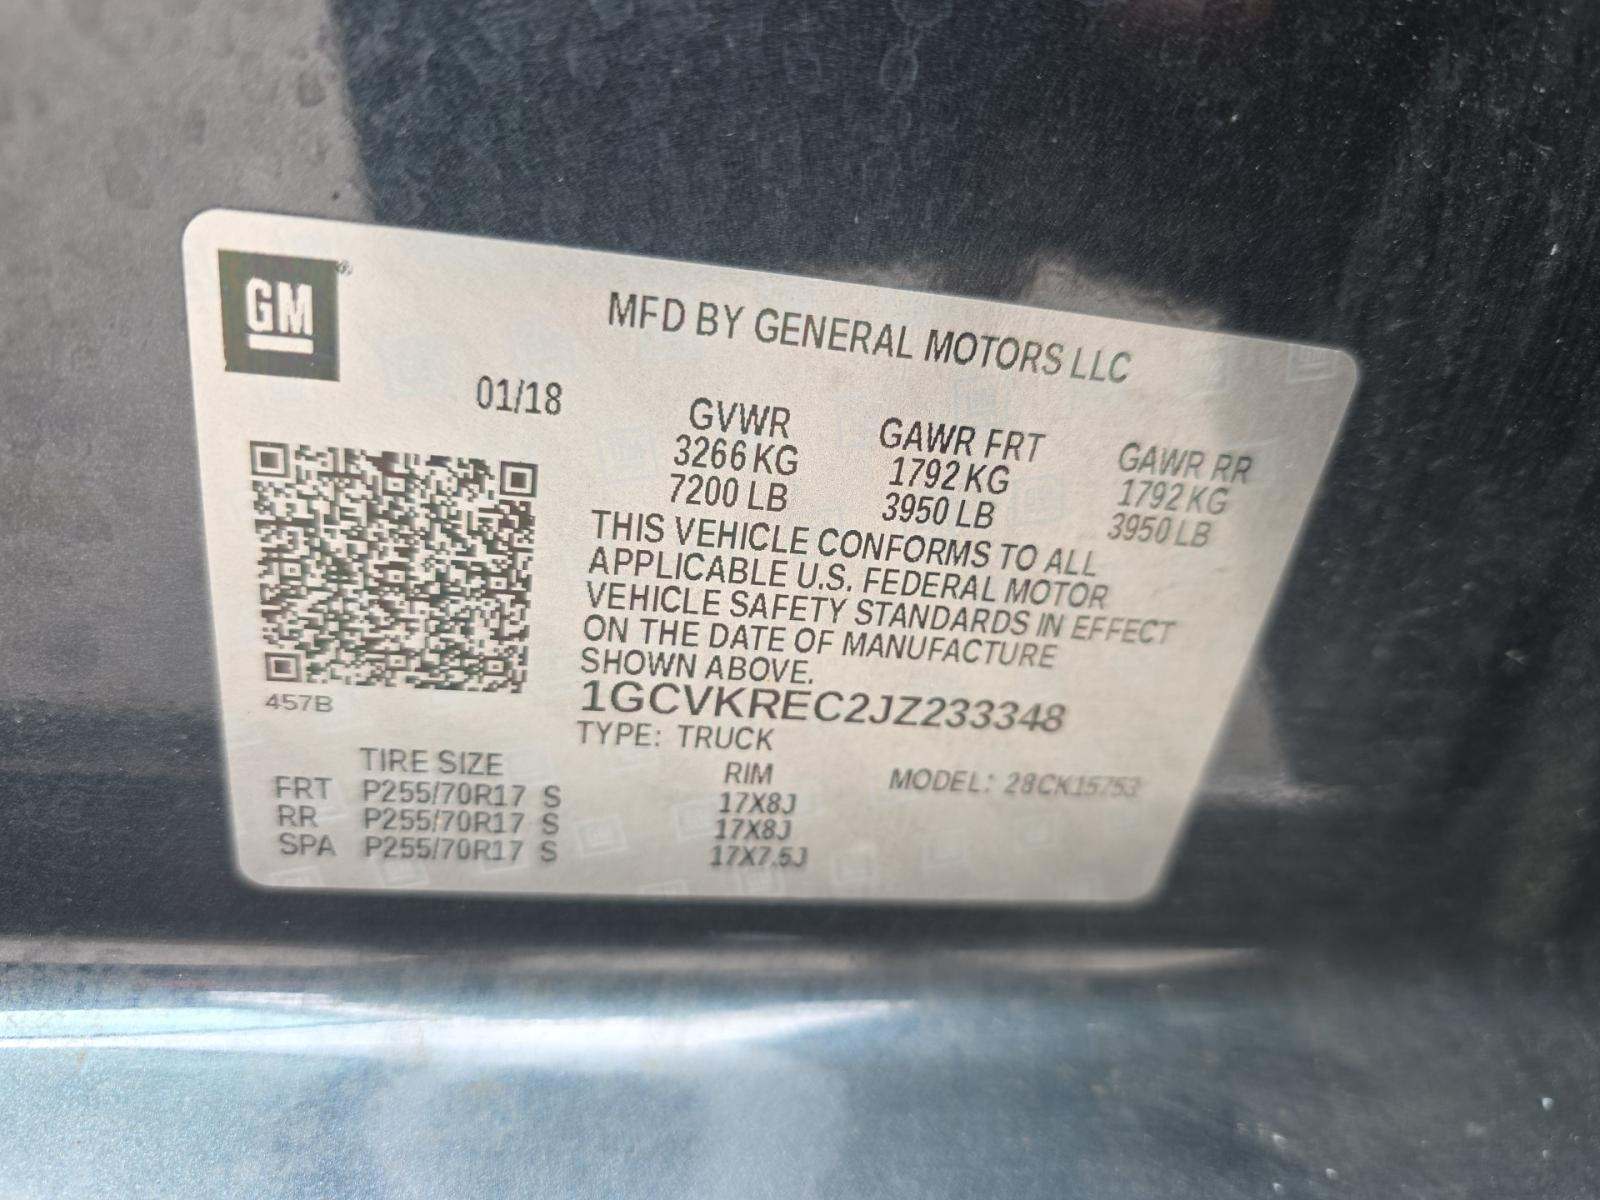 GM
MFD BY GENERAL MOTORS LLC
01/18
GVWR GAWR FRT GAWR RR
3266 KG 1792 KG 1792 KG
7200 LB 3950 LB 3950 LB
THIS VEHICLE CONFORMS TO ALL
APPLICABLE U.S. FEDERAL MOTOR
VEHICLE SAFETY STANDARDS IN EFFECT
ON THE DATE OF MANUFACTURE
SHOWN ABOVE.
457B
1GCVKREC2JZ233348
TYPE: TRUCK
TIRE SIZE RIM MODEL: 28CK15753
FRT P255/70R17 S 17X8J
RR P255/70R17 S 17X8J
SPA P255/70R17 S 17X7.5J